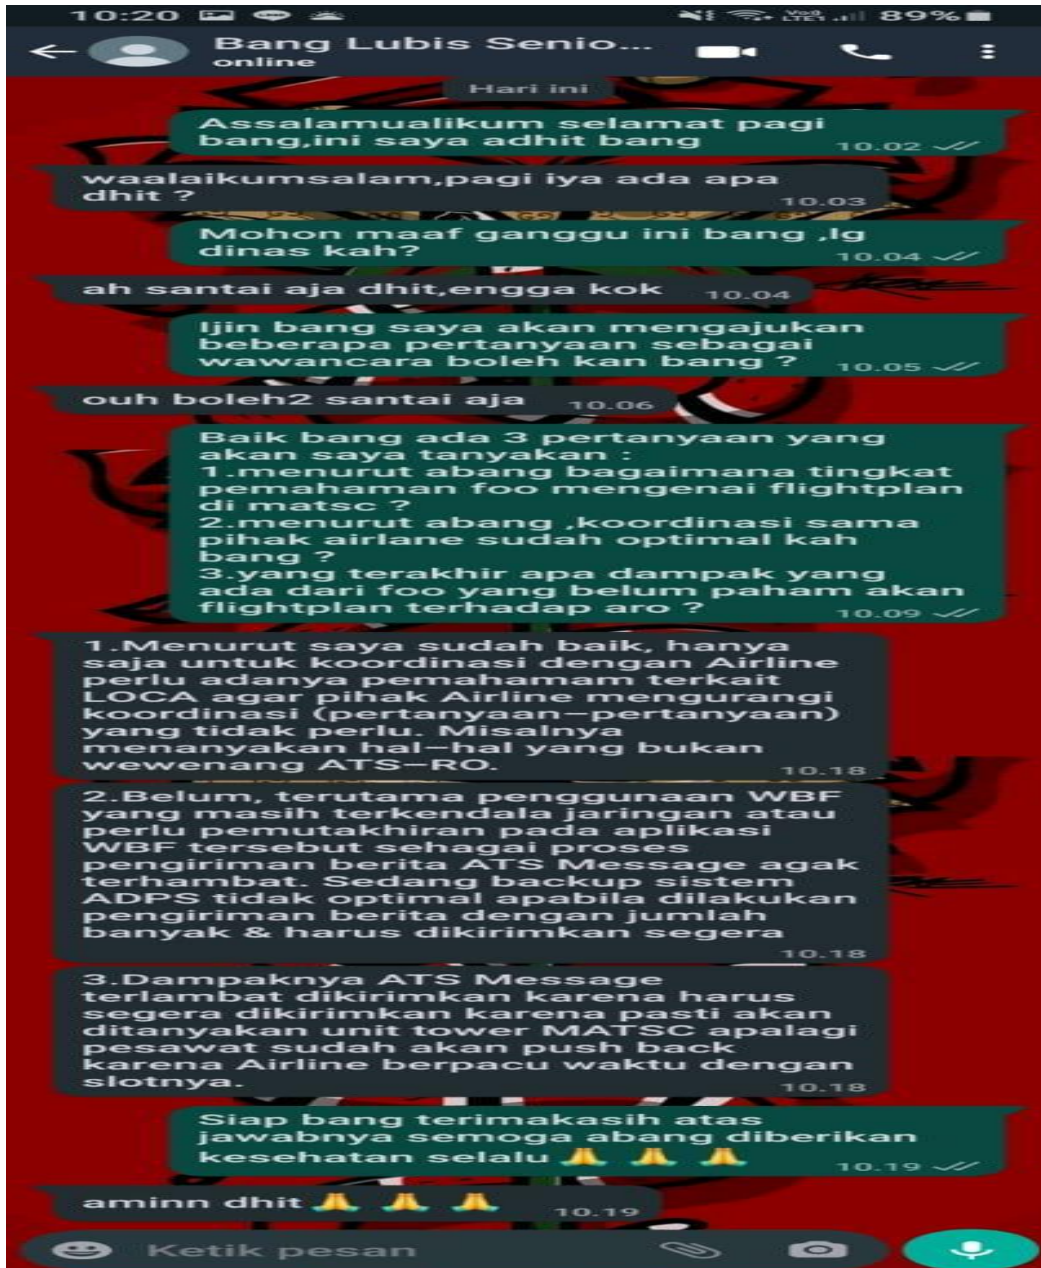 10:20 89%
Bang Lubis Senio...
online
Hari ini
Assalamualikum selamat pagi
bang,ini saya adhit bang 10.02
waalaikumsalam,pagi iya ada apa
dhit ? 10.03
Mohon maaf ganggu ini bang ,lg
dinas kah? 10.04
ah santai aja dhit,engga kok 10.04
Ijin bang saya akan mengajukan
beberapa pertanyaan sebagai
wawancara boleh kan bang ? 10.05
ouh boleh2 santai aja 10.06
Baik bang ada 3 pertanyaan yang
akan saya tanyakan :
1.menurut abang bagaimana tingkat
pemahaman foo mengenai flightplan
di matsc ?
2.menurut abang ,koordinasi sama
pihak airlane sudah optimal kah
bang ?
3.yang terakhir apa dampak yang
ada dari foo yang belum paham akan
flightplan terhadap aro ? 10.09
1.Menurut saya sudah baik, hanya
saja untuk koordinasi dengan Airline
perlu adanya pemahamam terkait
LOCA agar pihak Airline mengurangi
koordinasi (pertanyaan-pertanyaan)
yang tidak perlu. Misalnya
menanyakan hal-hal yang bukan
wewenang ATS-RO. 10.18
2.Belum, terutama penggunaan WBF
yang masih terkendala jaringan atau
perlu pemutakhiran pada aplikasi
WBF tersebut sehagai proses
pengiriman berita ATS Message agak
terhambat. Sedang backup sistem
ADPS tidak optimal apabila dilakukan
pengiriman berita dengan jumlah
banyak & harus dikirimkan segera
10.18
3.Dampaknya ATS Message
terlambat dikirimkan karena harus
segera dikirimkan karena pasti akan
ditanyakan unit tower MATSC apalagi
pesawat sudah akan push back
karena Airline berpacu waktu dengan
slotnya. 10.18
Siap bang terimakasih atas
jawabnya semoga abang diberikan
kesehatan selalu 🙏 🙏 🙏 10.19
aminn dhit 🙏 🙏 🙏 10.19
Ketik pesan